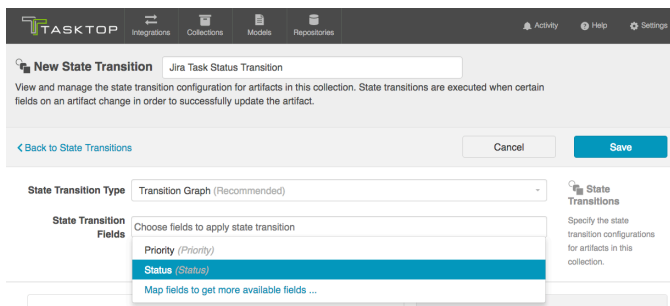 TASKTOP
Integrations
Collections
Models
Repositories
Activity
Help
Settings
New State Transition
Jira Task Status Transition
View and manage the state transition configuration for artifacts in this collection. State transitions are executed when certain
fields on an artifact change in order to successfully update the artifact.
Back to State Transitions
Cancel
Save
State Transition Type
Transition Graph (Recommended)
State Transition
Fields
Choose fields to apply state transition
Priority (Priority)
Status (Status)
Map fields to get more available fields ...
State
Transitions
Specify the state
transition configurations
for artifacts in this
collection.